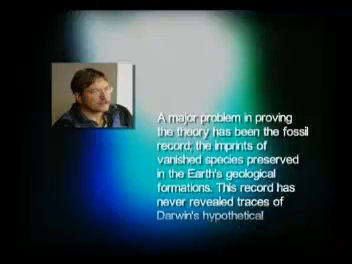 A major problem in proving
the theory has been the fossil
record; the imprints of
vanished species preserved
in the Earth's geological
formations. This record has
never revealed traces of
Darwin's hypothetical